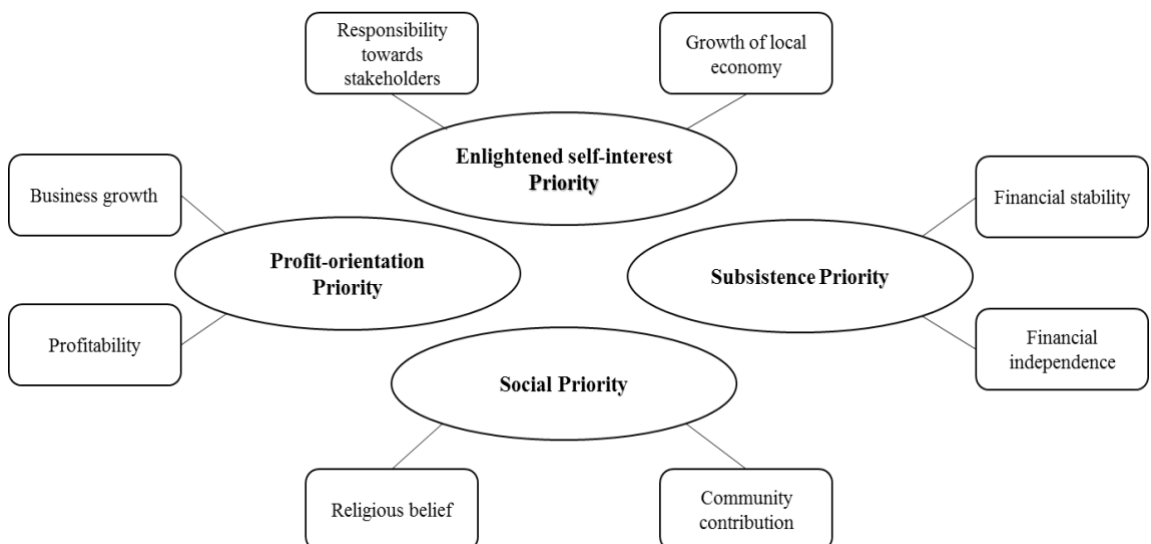 Responsibility
towards
stakeholders
Growth of local
economy
Enlightened self-interest
Priority
Business growth
Financial stability
Profit-orientation
Priority
Subsistence Priority
Profitability
Financial
independence
Social Priority
Religious belief
Community
contribution